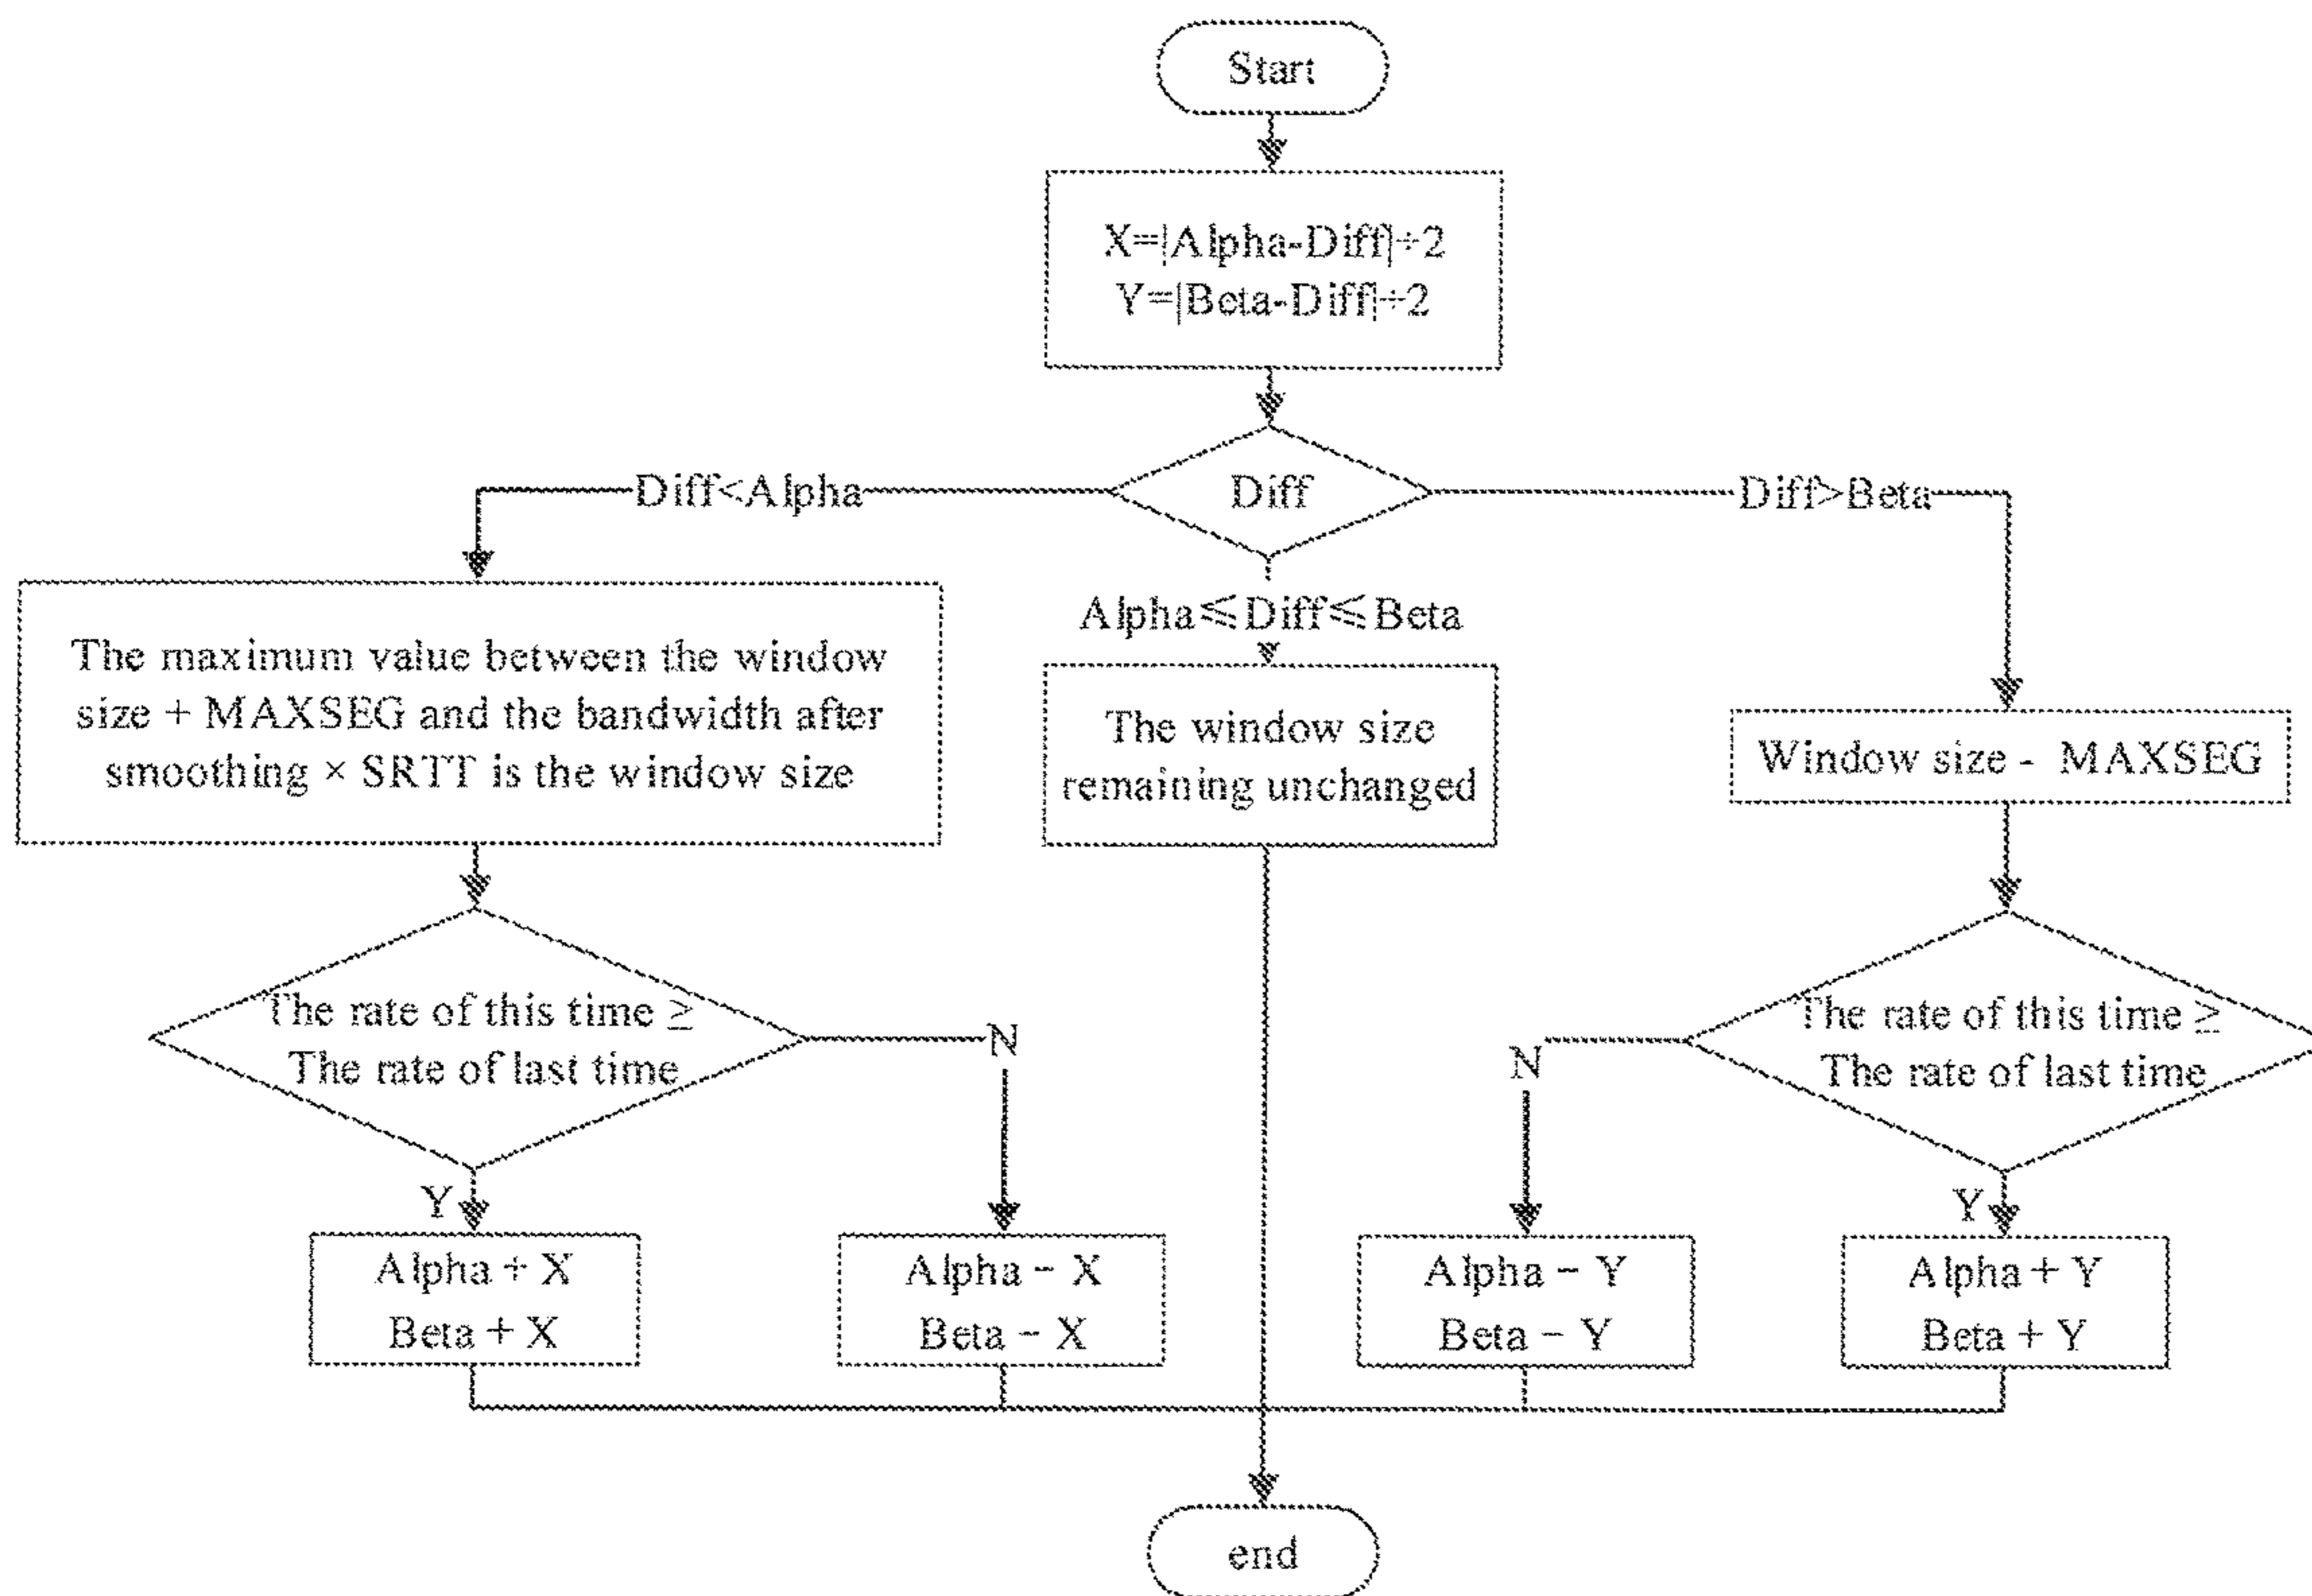 Start
X=|Alpha-Diff|÷2
Y=|Beta-Diff|÷2
Diff<Alpha
Diff
Diff>Beta
Alpha≤Diff≤Beta
The maximum value between the window
size + MAXSEG and the bandwidth after
smoothing × SRTT is the window size
The window size
remaining unchanged
Window size - MAXSEG
The rate of this time ≥
The rate of last time
N
Y
The rate of this time ≥
The rate of last time
N
Y
Alpha + X
Beta + X
Alpha - X
Beta - X
Alpha - Y
Beta - Y
Alpha + Y
Beta + Y
end